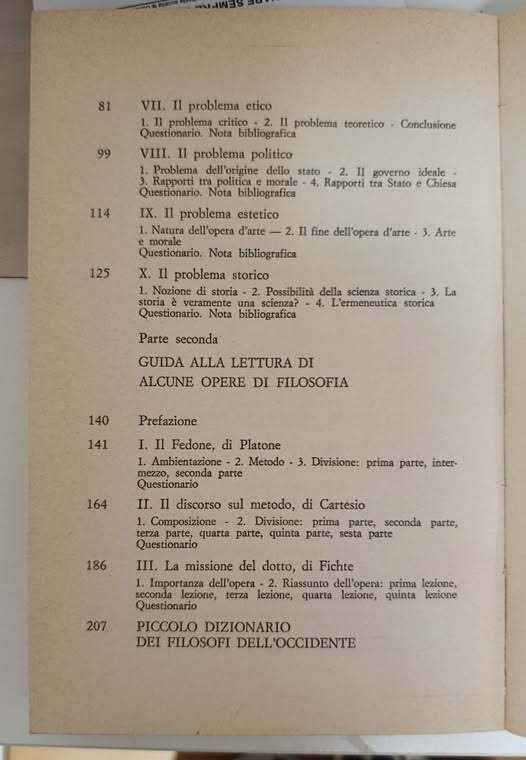 81 VII. Il problema etico
1. Il problema critico - 2. Il problema teoretico - Conclusione
Questionario. Nota bibliografica
99 VIII. Il problema politico
1. Problema dell'origine dello stato - 2. Il governo ideale -
3. Rapporti tra politica e morale - 4. Rapporti tra Stato e Chiesa
Questionario. Nota bibliografica
114 IX. Il problema estetico
1. Natura dell'opera d'arte — 2. Il fine dell'opera d'arte - 3. Arte
e morale
Questionario. Nota bibliografica
125 X. Il problema storico
1. Nozione di storia - 2. Possibilità della scienza storica - 3. La
storia è veramente una scienza? - 4. L'ermeneutica storica
Questionario. Nota bibliografica
Parte seconda
GUIDA ALLA LETTURA DI
ALCUNE OPERE DI FILOSOFIA
140 Prefazione
141 I. Il Fedone, di Platone
1. Ambientazione - 2. Metodo - 3. Divisione: prima parte, inter-
mezzo, seconda parte
Questionario
164 II. Il discorso sul metodo, di Cartesio
1. Composizione - 2. Divisione: prima parte, seconda parte,
terza parte, quarta parte, quinta parte, sesta parte
Questionario
186 III. La missione del dotto, di Fichte
1. Importanza dell'opera - 2. Riassunto dell'opera: prima lezione,
seconda lezione, terza lezione, quarta lezione, quinta lezione
Questionario
207 PICCOLO DIZIONARIO
DEI FILOSOFI DELL'OCCIDENTE